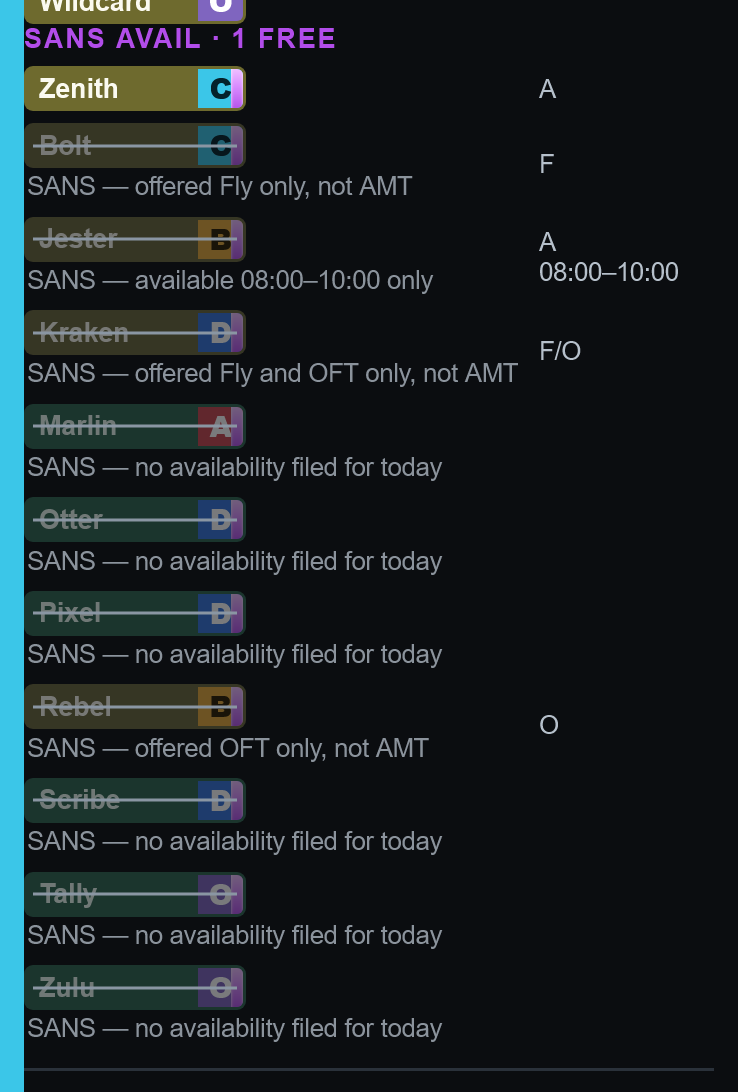 Wildcard O
SANS AVAIL · 1 FREE
Zenith C A
Bolt C F
SANS — offered Fly only, not AMT
Jester B A
SANS — available 08:00–10:00 only 08:00–10:00
Kraken D F/O
SANS — offered Fly and OFT only, not AMT
Marlin A
SANS — no availability filed for today
Otter D
SANS — no availability filed for today
Pixel D
SANS — no availability filed for today
Rebel B O
SANS — offered OFT only, not AMT
Scribe D
SANS — no availability filed for today
Tally O
SANS — no availability filed for today
Zulu O
SANS — no availability filed for today